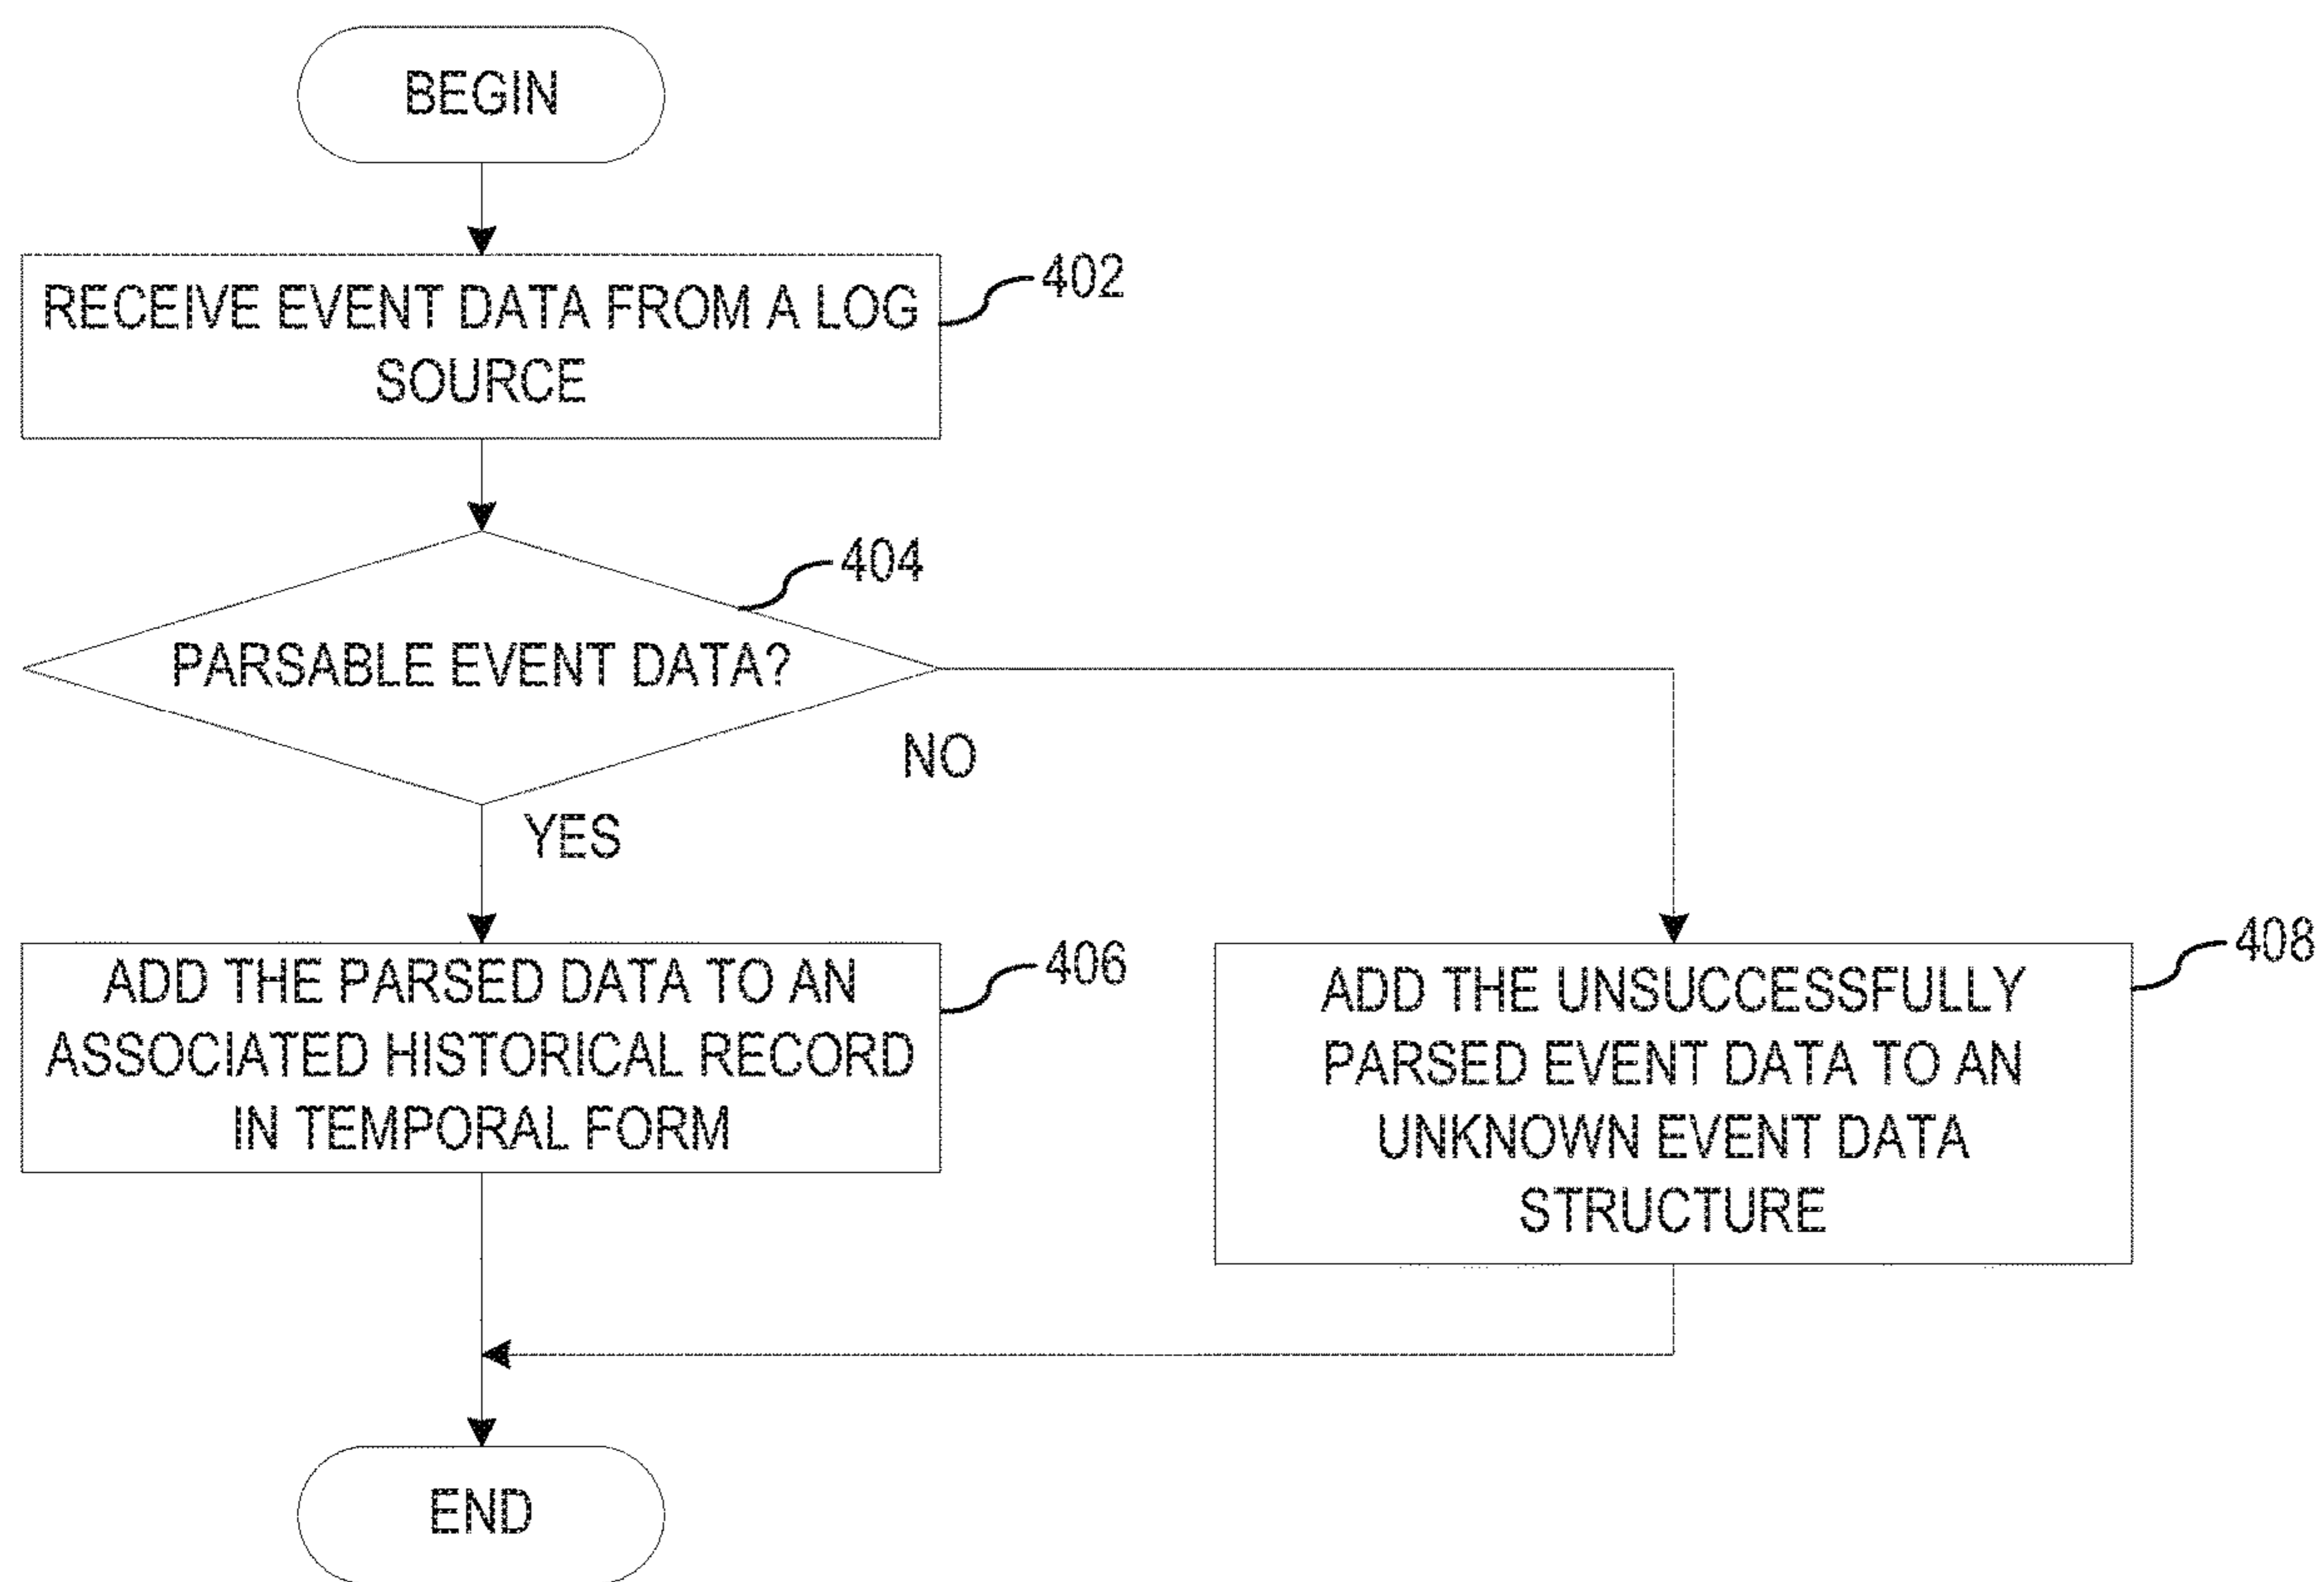 BEGIN
RECEIVE EVENT DATA FROM A LOG
SOURCE
402
PARSABLE EVENT DATA?
404
NO
YES
ADD THE PARSED DATA TO AN
ASSOCIATED HISTORICAL RECORD
IN TEMPORAL FORM
406
ADD THE UNSUCCESSFULLY
PARSED EVENT DATA TO AN
UNKNOWN EVENT DATA
STRUCTURE
408
END